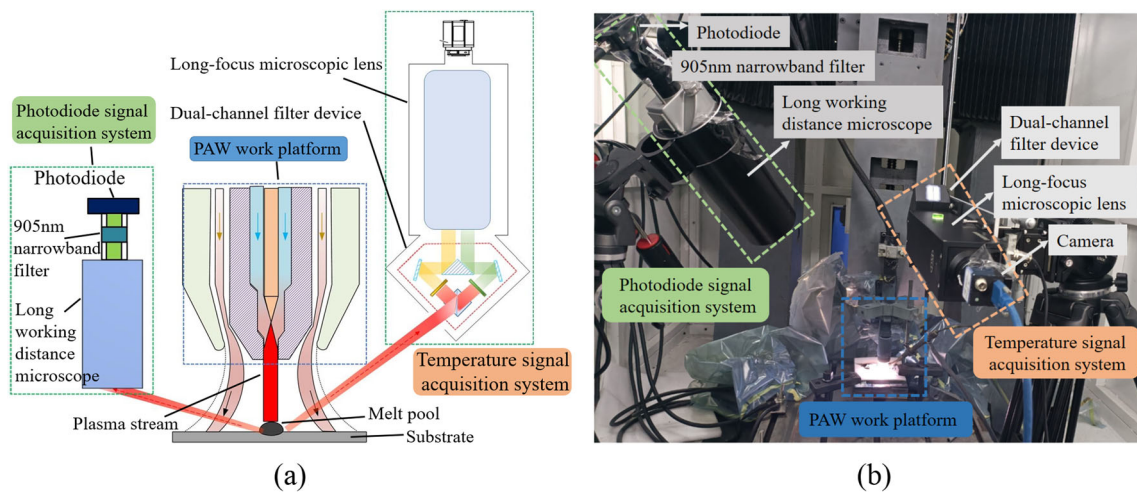 Long-focus
microscopic lens
Dual-channel
filter device
Photodiode signal
acquisition system
PAW work platform
Photodiode
905nm
narrowband
filter
Long
working
distance
microscope
Temperature signal
acquisition system
Plasma stream
Melt pool
Substrate
(a)
Photodiode
905nm narrowband filter
Long working
distance microscope
Dual-channel
filter device
Long-focus
microscopic lens
Camera
Photodiode signal
acquisition system
Temperature signal
acquisition system
PAW work platform
(b)